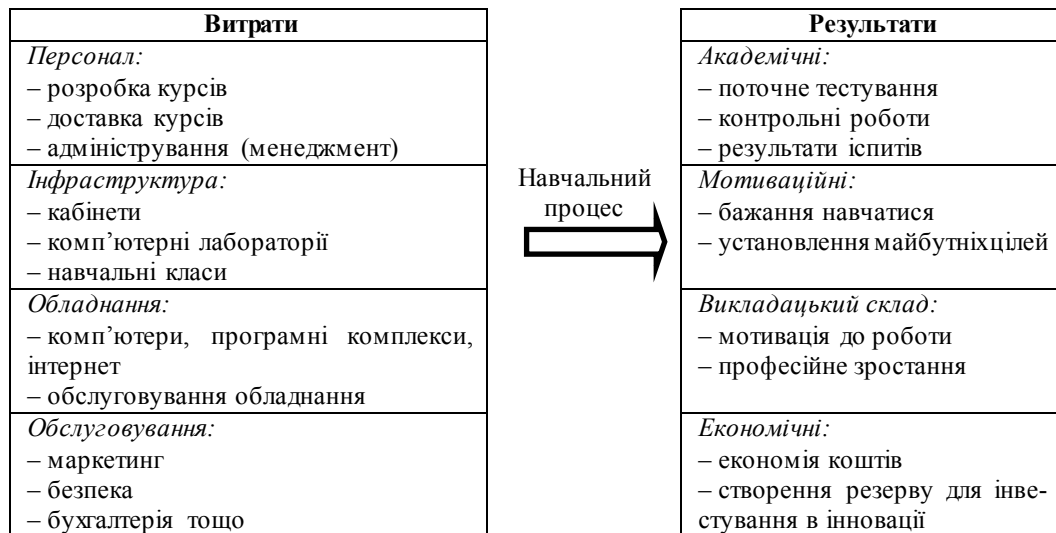 Витрати
Персонал:
– розробка курсів
– доставка курсів
– адміністрування (менеджмент)
Інфраструктура:
– кабінети
– комп’ютерні лабораторії
– навчальні класи
Обладнання:
– комп’ютери, програмні комплекси,
інтернет
– обслуговування обладнання
Обслуговування:
– маркетинг
– безпека
– бухгалтерія тощо
Навчальний
процес
Результати
Академічні:
– поточне тестування
– контрольні роботи
– результати іспитів
Мотиваційні:
– бажання навчатися
– установлення майбутніх цілей
Викладацький склад:
– мотивація до роботи
– професійне зростання
Економічні:
– економія коштів
– створення резерву для інве-
стування в інновації